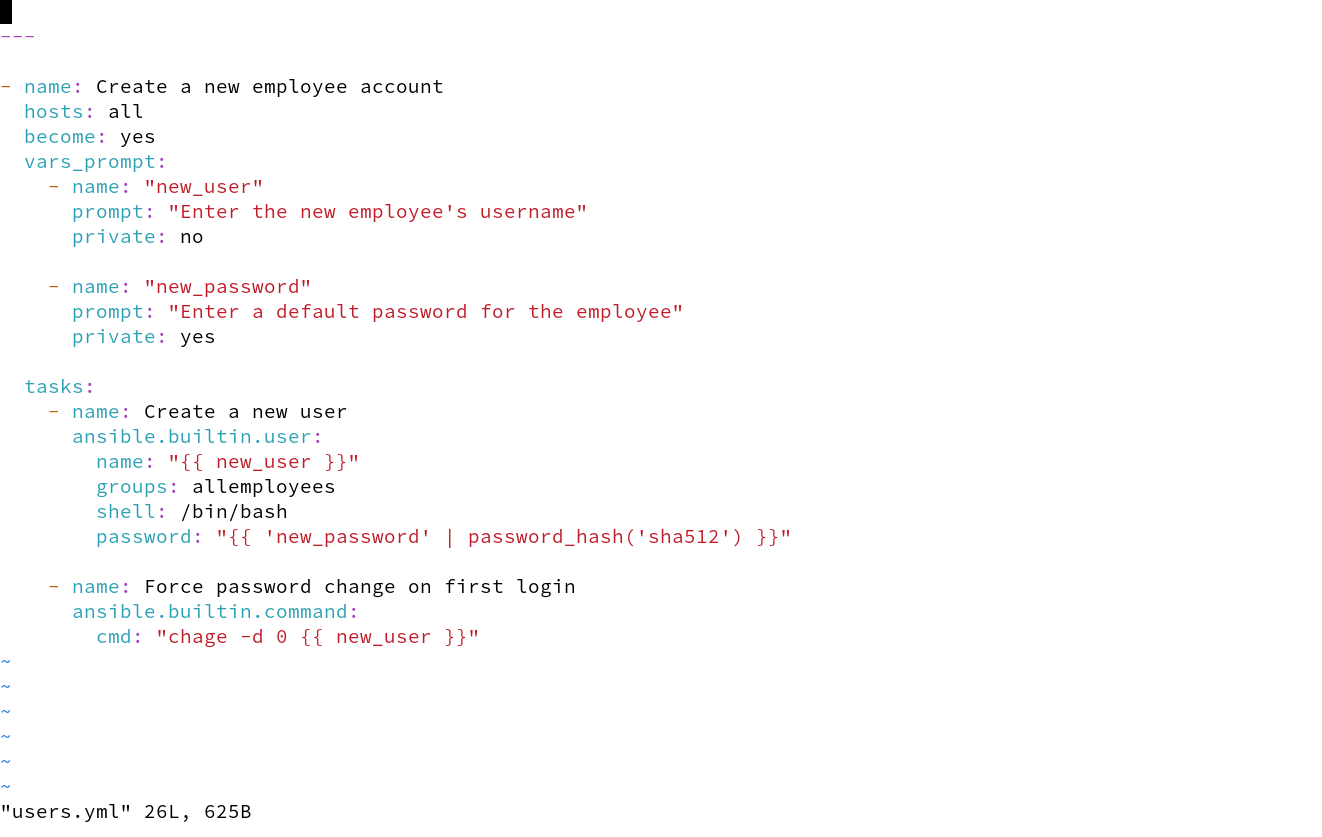 ---

- name: Create a new employee account
  hosts: all
  become: yes
  vars_prompt:
    - name: "new_user"
      prompt: "Enter the new employee's username"
      private: no

    - name: "new_password"
      prompt: "Enter a default password for the employee"
      private: yes

  tasks:
    - name: Create a new user
      ansible.builtin.user:
        name: "{{ new_user }}"
        groups: allemployees
        shell: /bin/bash
        password: "{{ 'new_password' | password_hash('sha512') }}"

    - name: Force password change on first login
      ansible.builtin.command:
        cmd: "chage -d 0 {{ new_user }}"
~
~
~
~
~
~
"users.yml" 26L, 625B